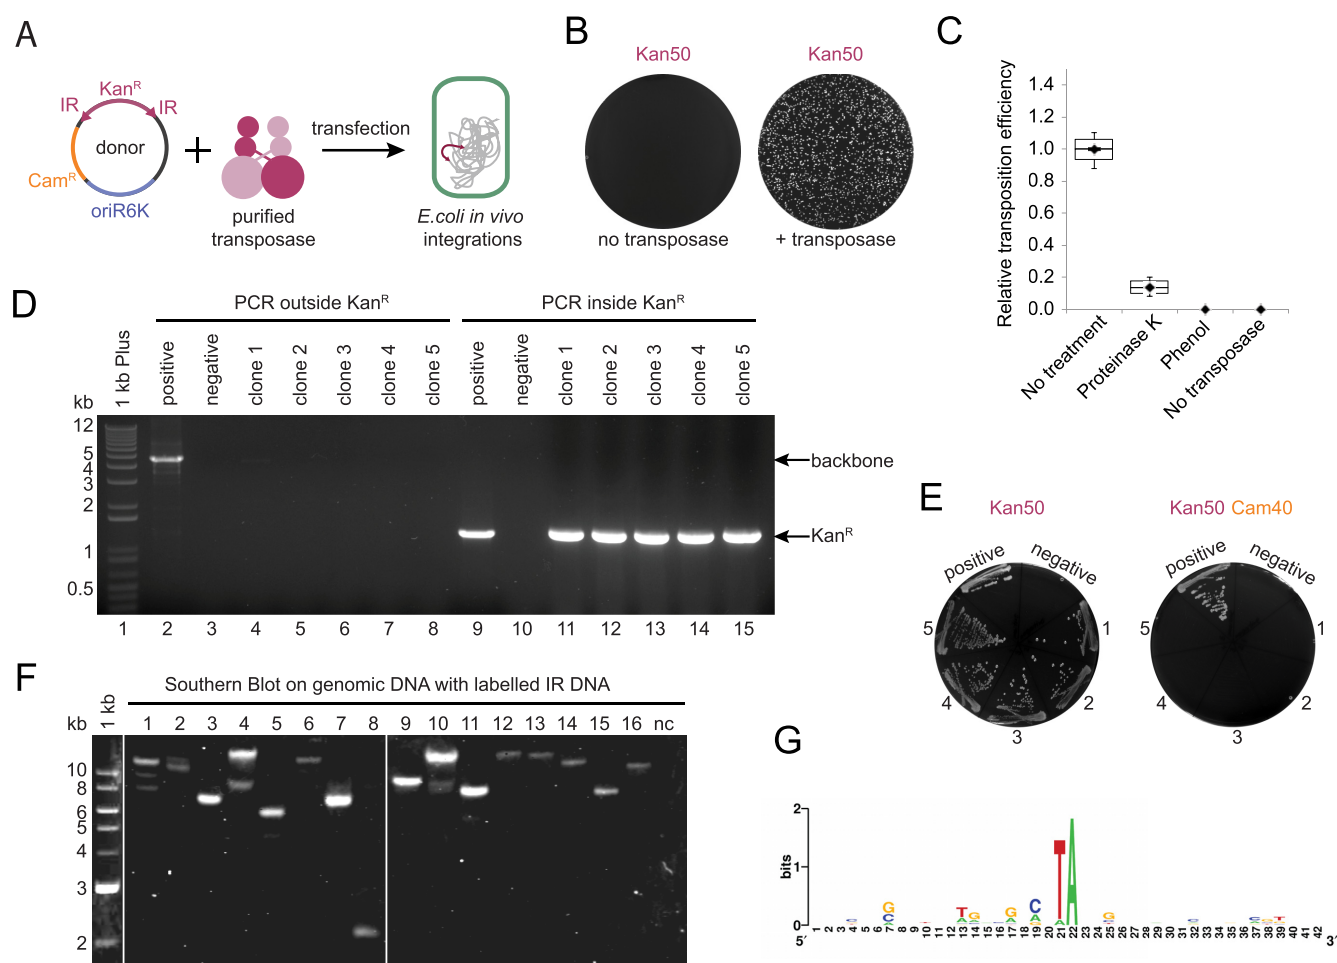 A
Kan^R
IR
IR
donor
Cam^R
oriR6K
+
purified
transposase
transfection
E.coli in vivo
integrations
B
Kan50
Kan50
no transposase
+ transposase
C
Relative transposition efficiency
1.4
1.2
1.0
0.8
0.6
0.4
0.2
0.0
No treatment
Proteinase K
Phenol
No transposase
D
PCR outside Kan^R
PCR inside Kan^R
kb
1 kb Plus
positive
negative
clone 1
clone 2
clone 3
clone 4
clone 5
positive
negative
clone 1
clone 2
clone 3
clone 4
clone 5
12
5
4
3
2
1
0.5
backbone
Kan^R
1 2 3 4 5 6 7 8 9 10 11 12 13 14 15
E
Kan50
Kan50 Cam40
positive
negative
1
2
3
4
5
positive
negative
1
2
3
4
5
F
Southern Blot on genomic DNA with labelled IR DNA
kb
1 kb
1 2 3 4 5 6 7 8 9 10 11 12 13 14 15 16 nc
10
8
6
5
4
3
2
G
bits
2
1
0
G
C
A
T
G
G
A
C
A
T
A
A
G
C
T
5′ 1 2 3 4 5 6 7 8 9 10 11 12 13 14 15 16 17 18 19 20 21 22 23 24 25 26 27 28 29 30 31 32 33 34 35 36 37 38 39 40 41 42 3′